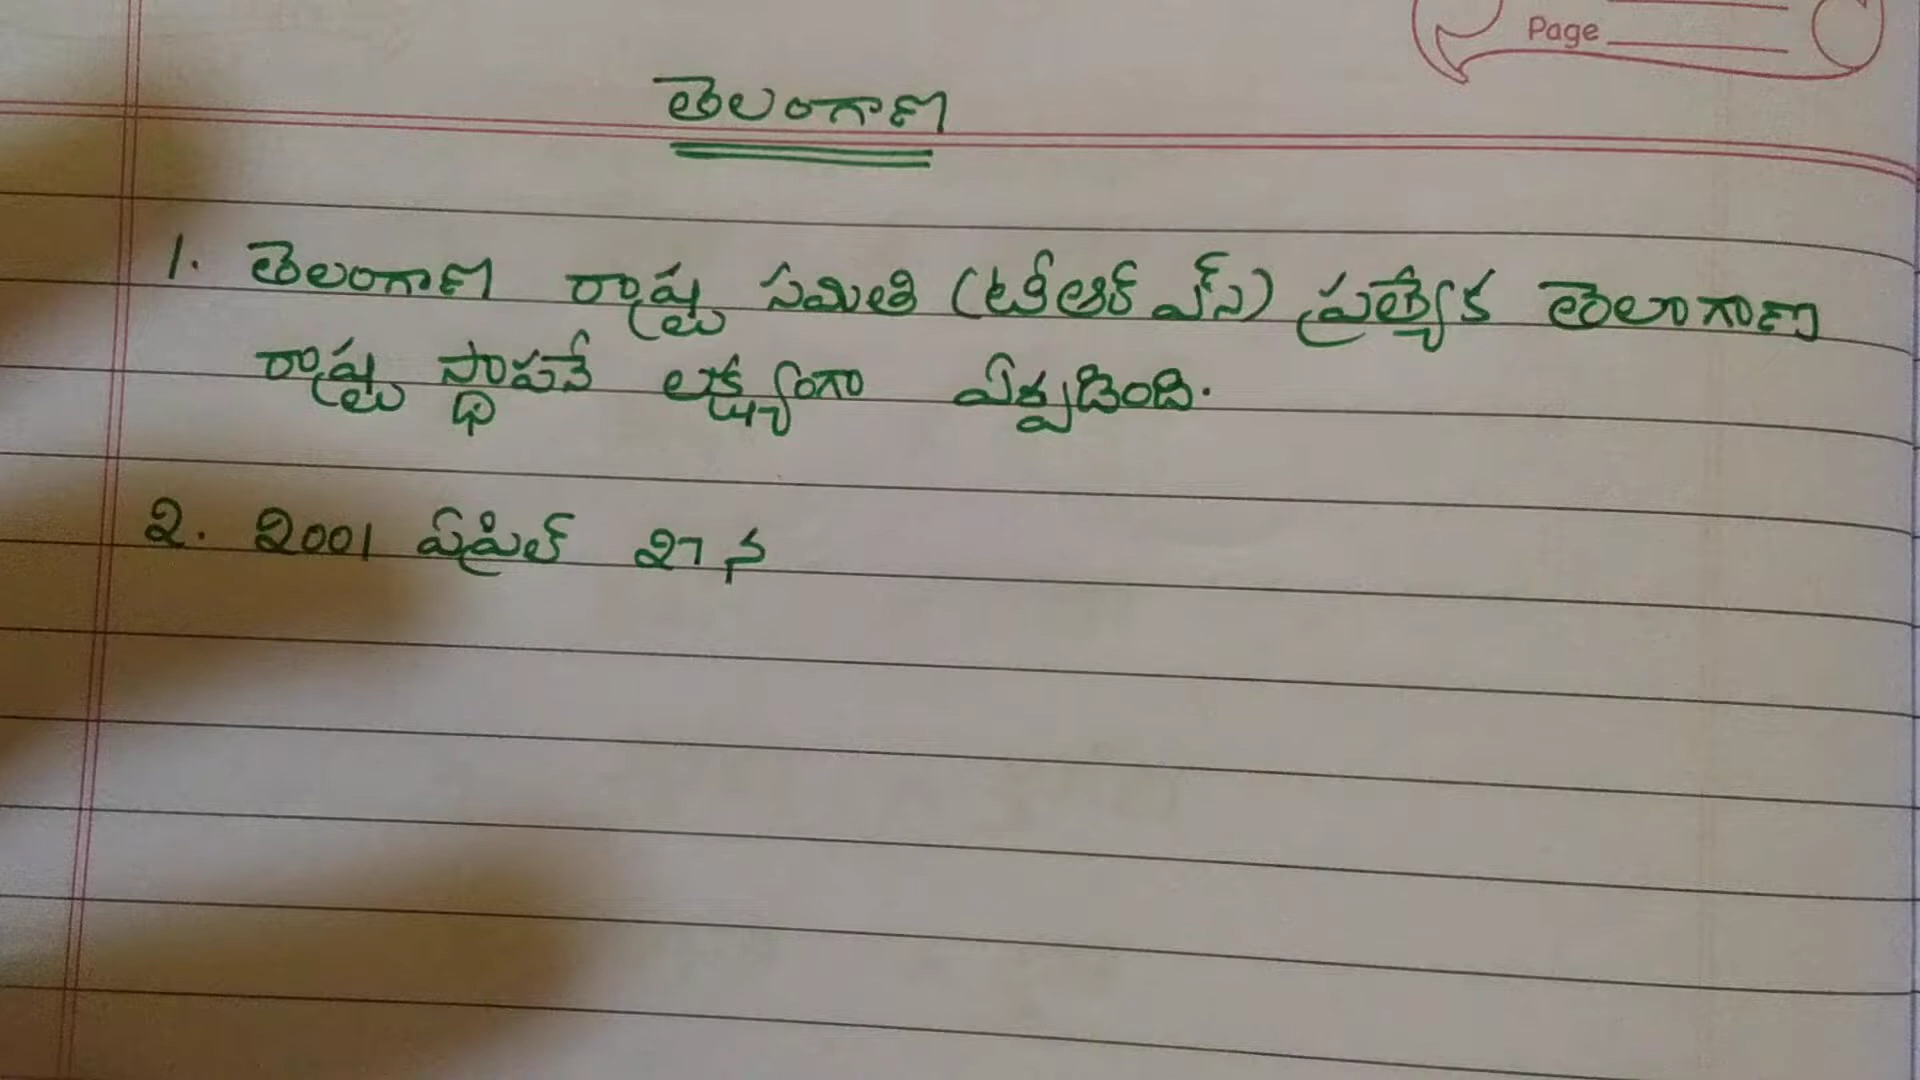 Page
తెలంగాణ
1. తెలంగాణ రాష్ట్ర సమితి (టీఆర్ ఎస్) ప్రత్యేక తెలంగాణ
రాష్ట్ర స్థాపనే లక్ష్యంగా ఏర్పడింది.
2. 2001 ఏప్రిల్ 27 న